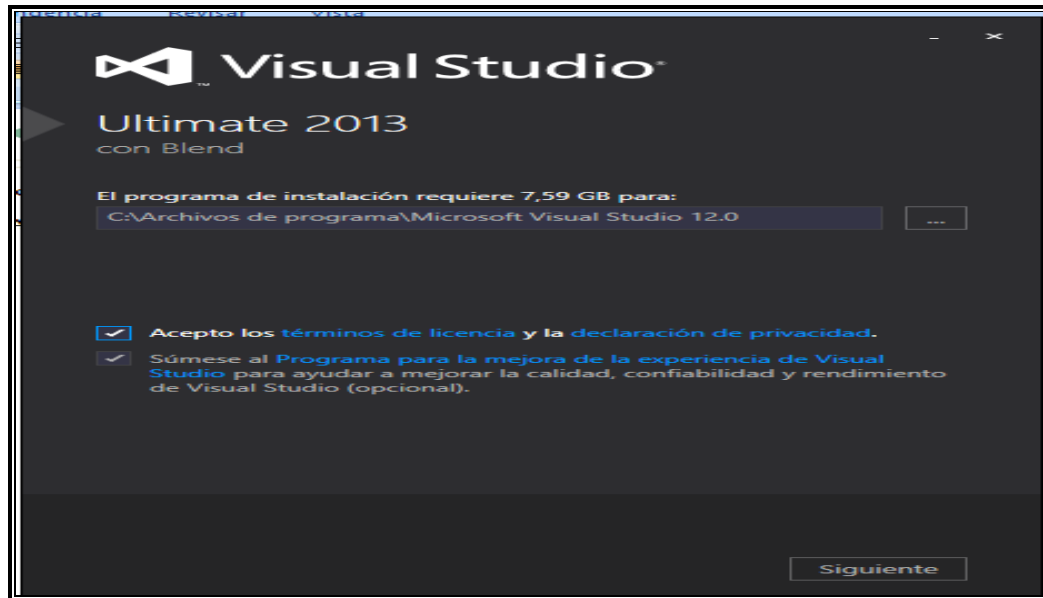 Revisar Vista
Visual Studio
Ultimate 2013
con Blend
El programa de instalación requiere 7,59 GB para:
C:\Archivos de programa\Microsoft Visual Studio 12.0
...
Acepto los términos de licencia y la declaración de privacidad.
Súmese al Programa para la mejora de la experiencia de Visual
Studio para ayudar a mejorar la calidad, confiabilidad y rendimiento
de Visual Studio (opcional).
Siguiente